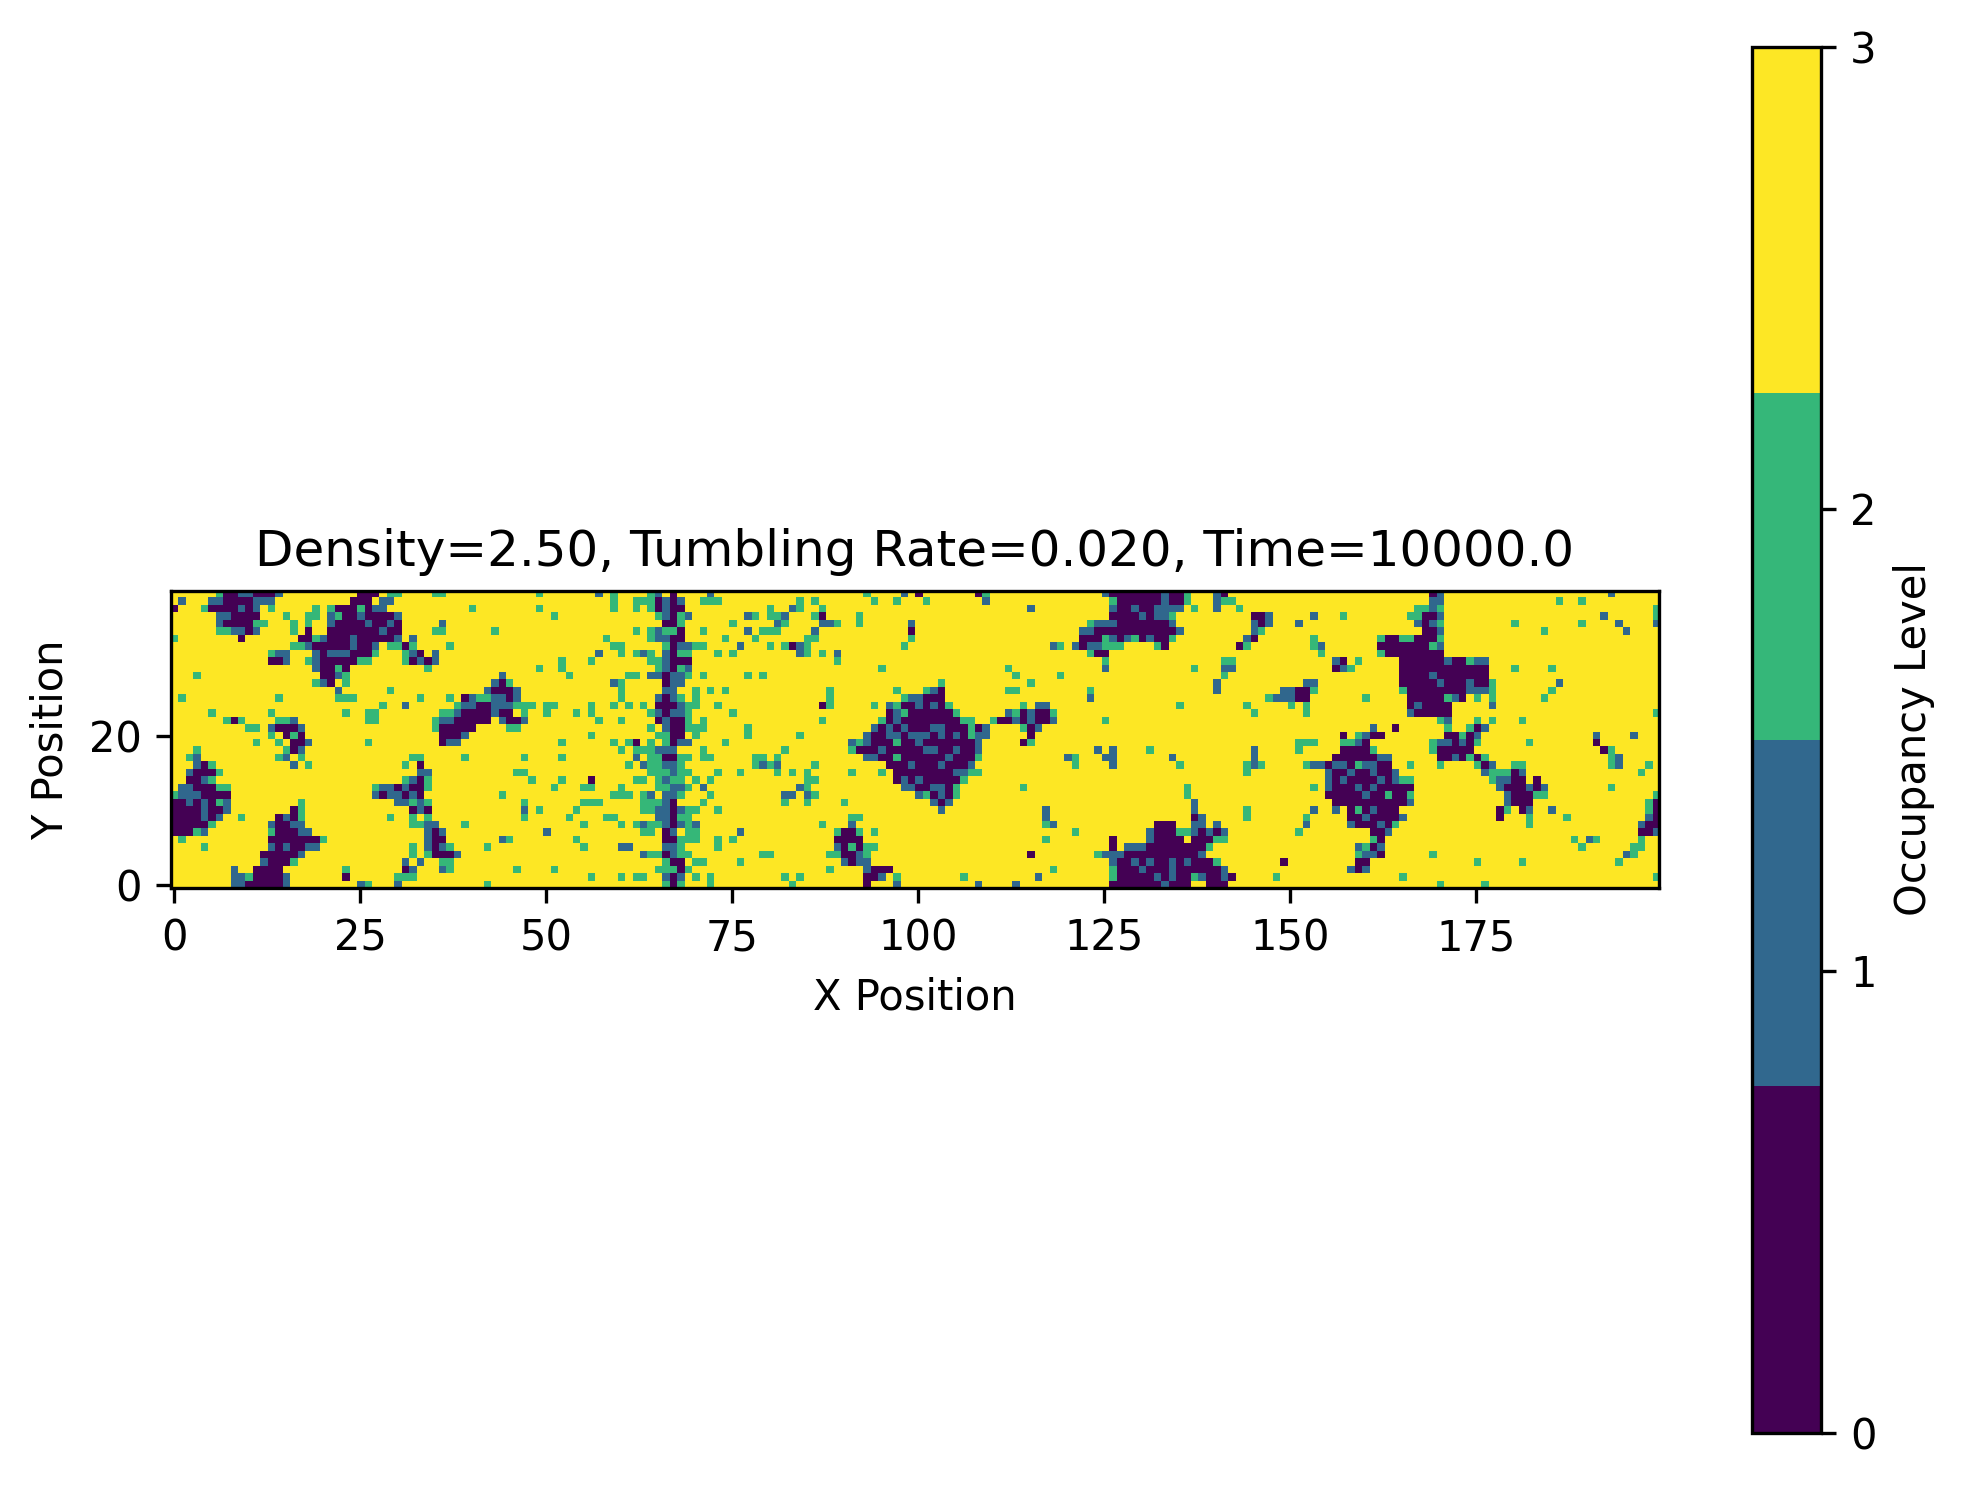 Density=2.50, Tumbling Rate=0.020, Time=10000.0
Y Position
20
0
0 25 50 75 100 125 150 175
X Position
3
2
1
0
Occupancy Level